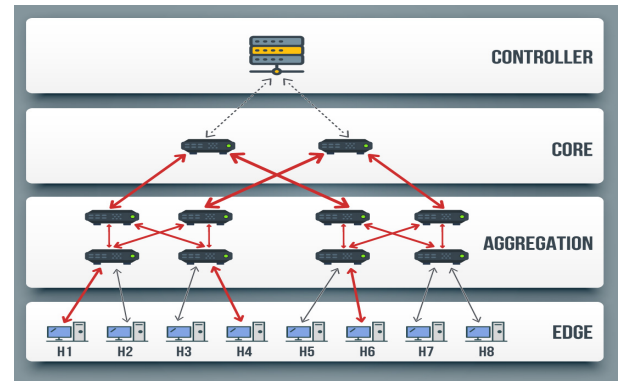 CONTROLLER
CORE
AGGREGATION
EDGE
H1 H2 H3 H4 H5 H6 H7 H8